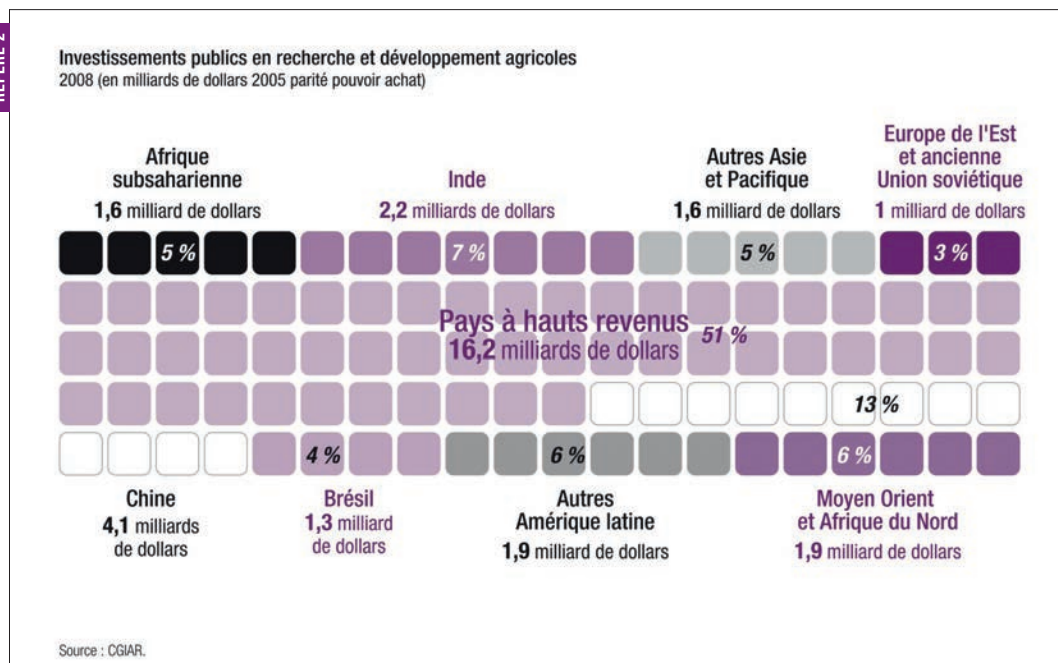 REPÈRE 2
Investissements publics en recherche et développement agricoles
2008 (en milliards de dollars 2005 parité pouvoir achat)
Afrique
subsaharienne
1,6 milliard de dollars
Inde
2,2 milliards de dollars
Autres Asie
et Pacifique
1,6 milliard de dollars
Europe de l'Est
et ancienne
Union soviétique
1 milliard de dollars
5 %
7 %
5 %
3 %
Pays à hauts revenus
16,2 milliards de dollars
51 %
13 %
4 %
6 %
6 %
Chine
4,1 milliards
de dollars
Brésil
1,3 milliard
de dollars
Autres
Amérique latine
1,9 milliard de dollars
Moyen Orient
et Afrique du Nord
1,9 milliard de dollars
Source : CGIAR.